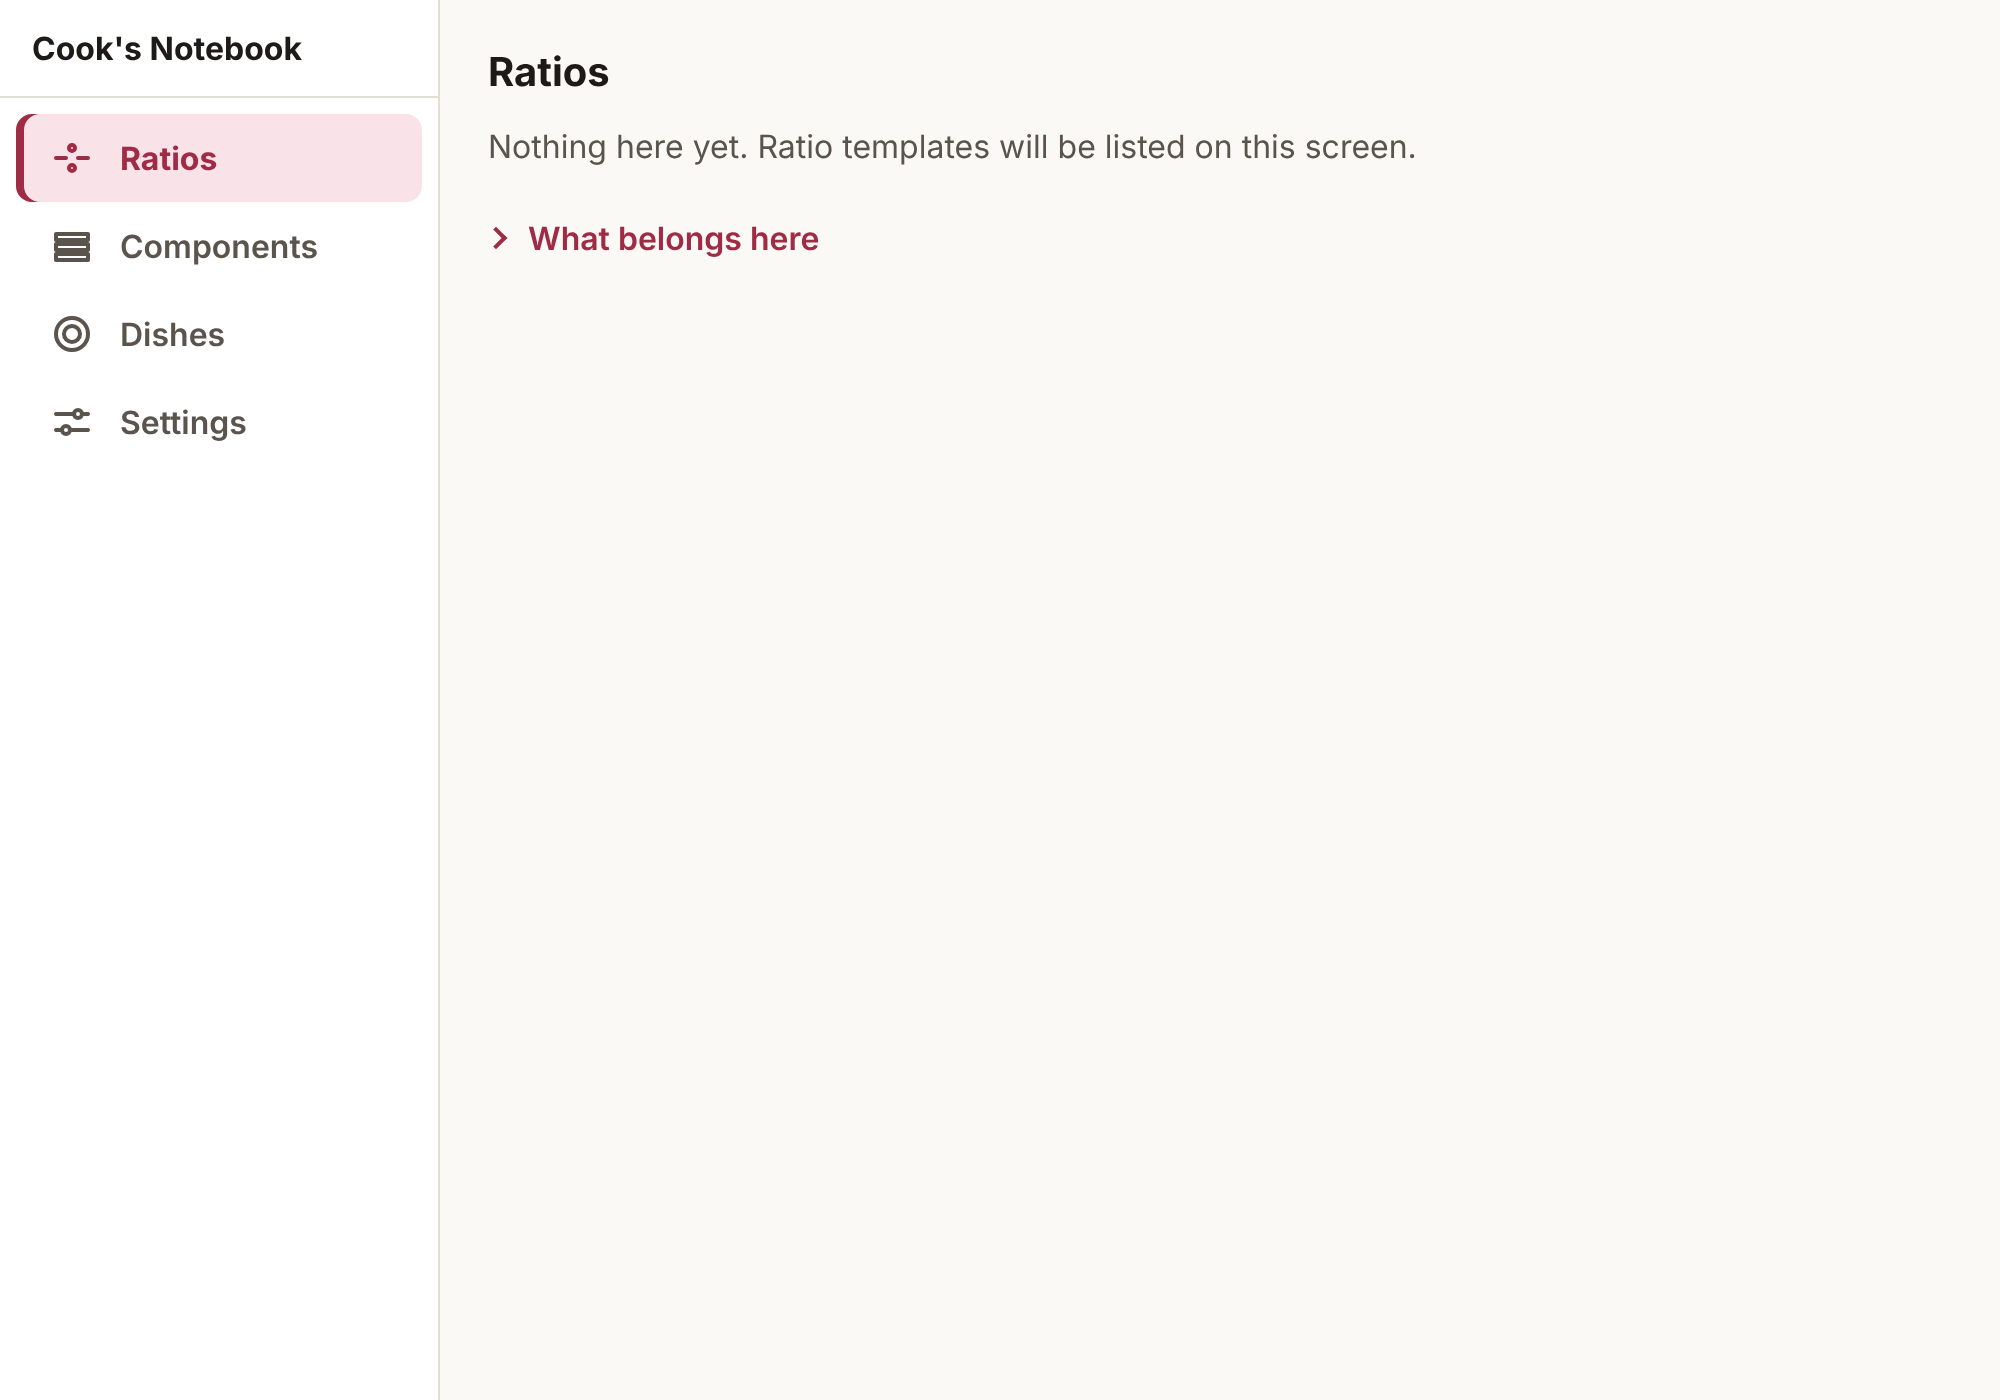 Cook's Notebook
Ratios
Components
Dishes
Settings
Ratios
Nothing here yet. Ratio templates will be listed on this screen.
What belongs here